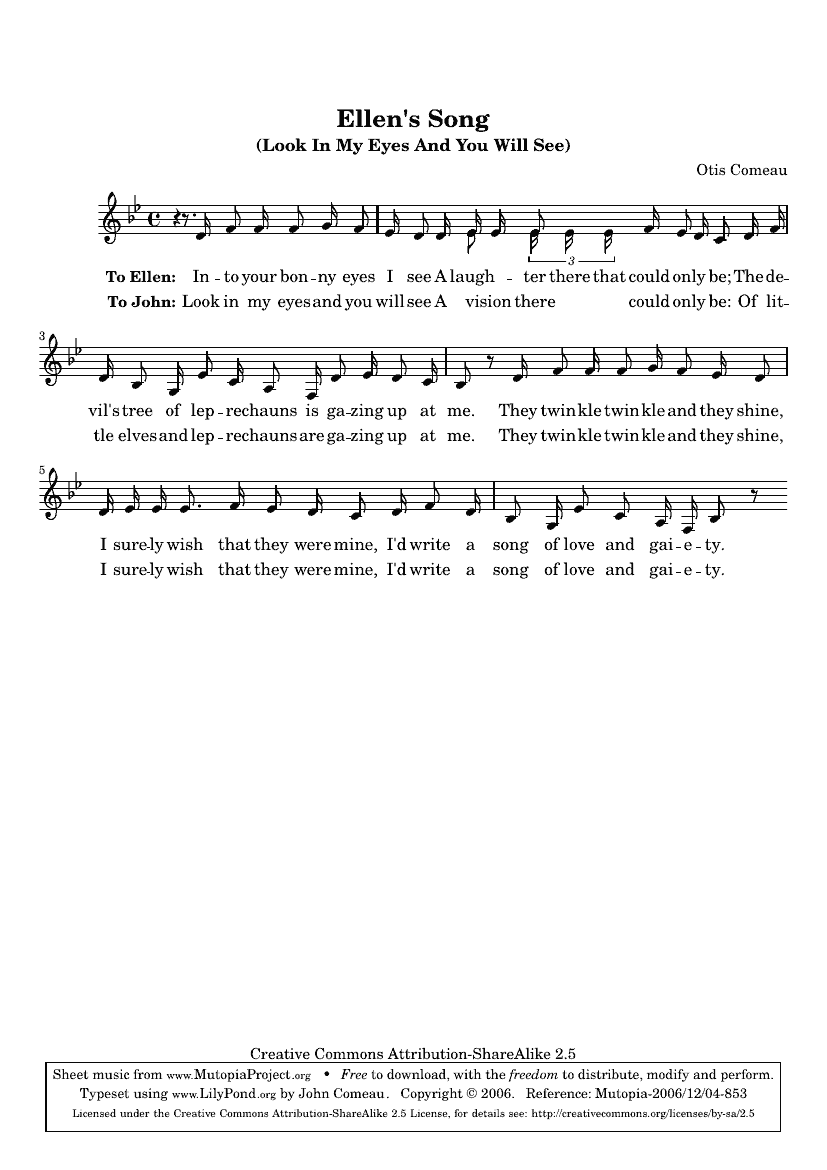 Ellen's Song
(Look In My Eyes And You Will See)
Otis Comeau
3
To Ellen: In – to your bon – ny eyes I see A laugh – ter there that could only be; The de –
To John: Look in my eyes and you will see A vision there could only be: Of lit –
3
vil's tree of lep – rechauns is ga – zing up at me. They twin kle twin kle and they shine,
tle elves and lep – rechauns are ga – zing up at me. They twin kle twin kle and they shine,
5
I sure – ly wish that they were mine, I'd write a song of love and gai – e – ty.
I sure – ly wish that they were mine, I'd write a song of love and gai – e – ty.
Creative Commons Attribution-ShareAlike 2.5
Sheet music from www.MutopiaProject.org • Free to download, with the freedom to distribute, modify and perform.
Typeset using www.LilyPond.org by John Comeau. Copyright © 2006. Reference: Mutopia-2006/12/04-853
Licensed under the Creative Commons Attribution-ShareAlike 2.5 License, for details see: http://creativecommons.org/licenses/by-sa/2.5